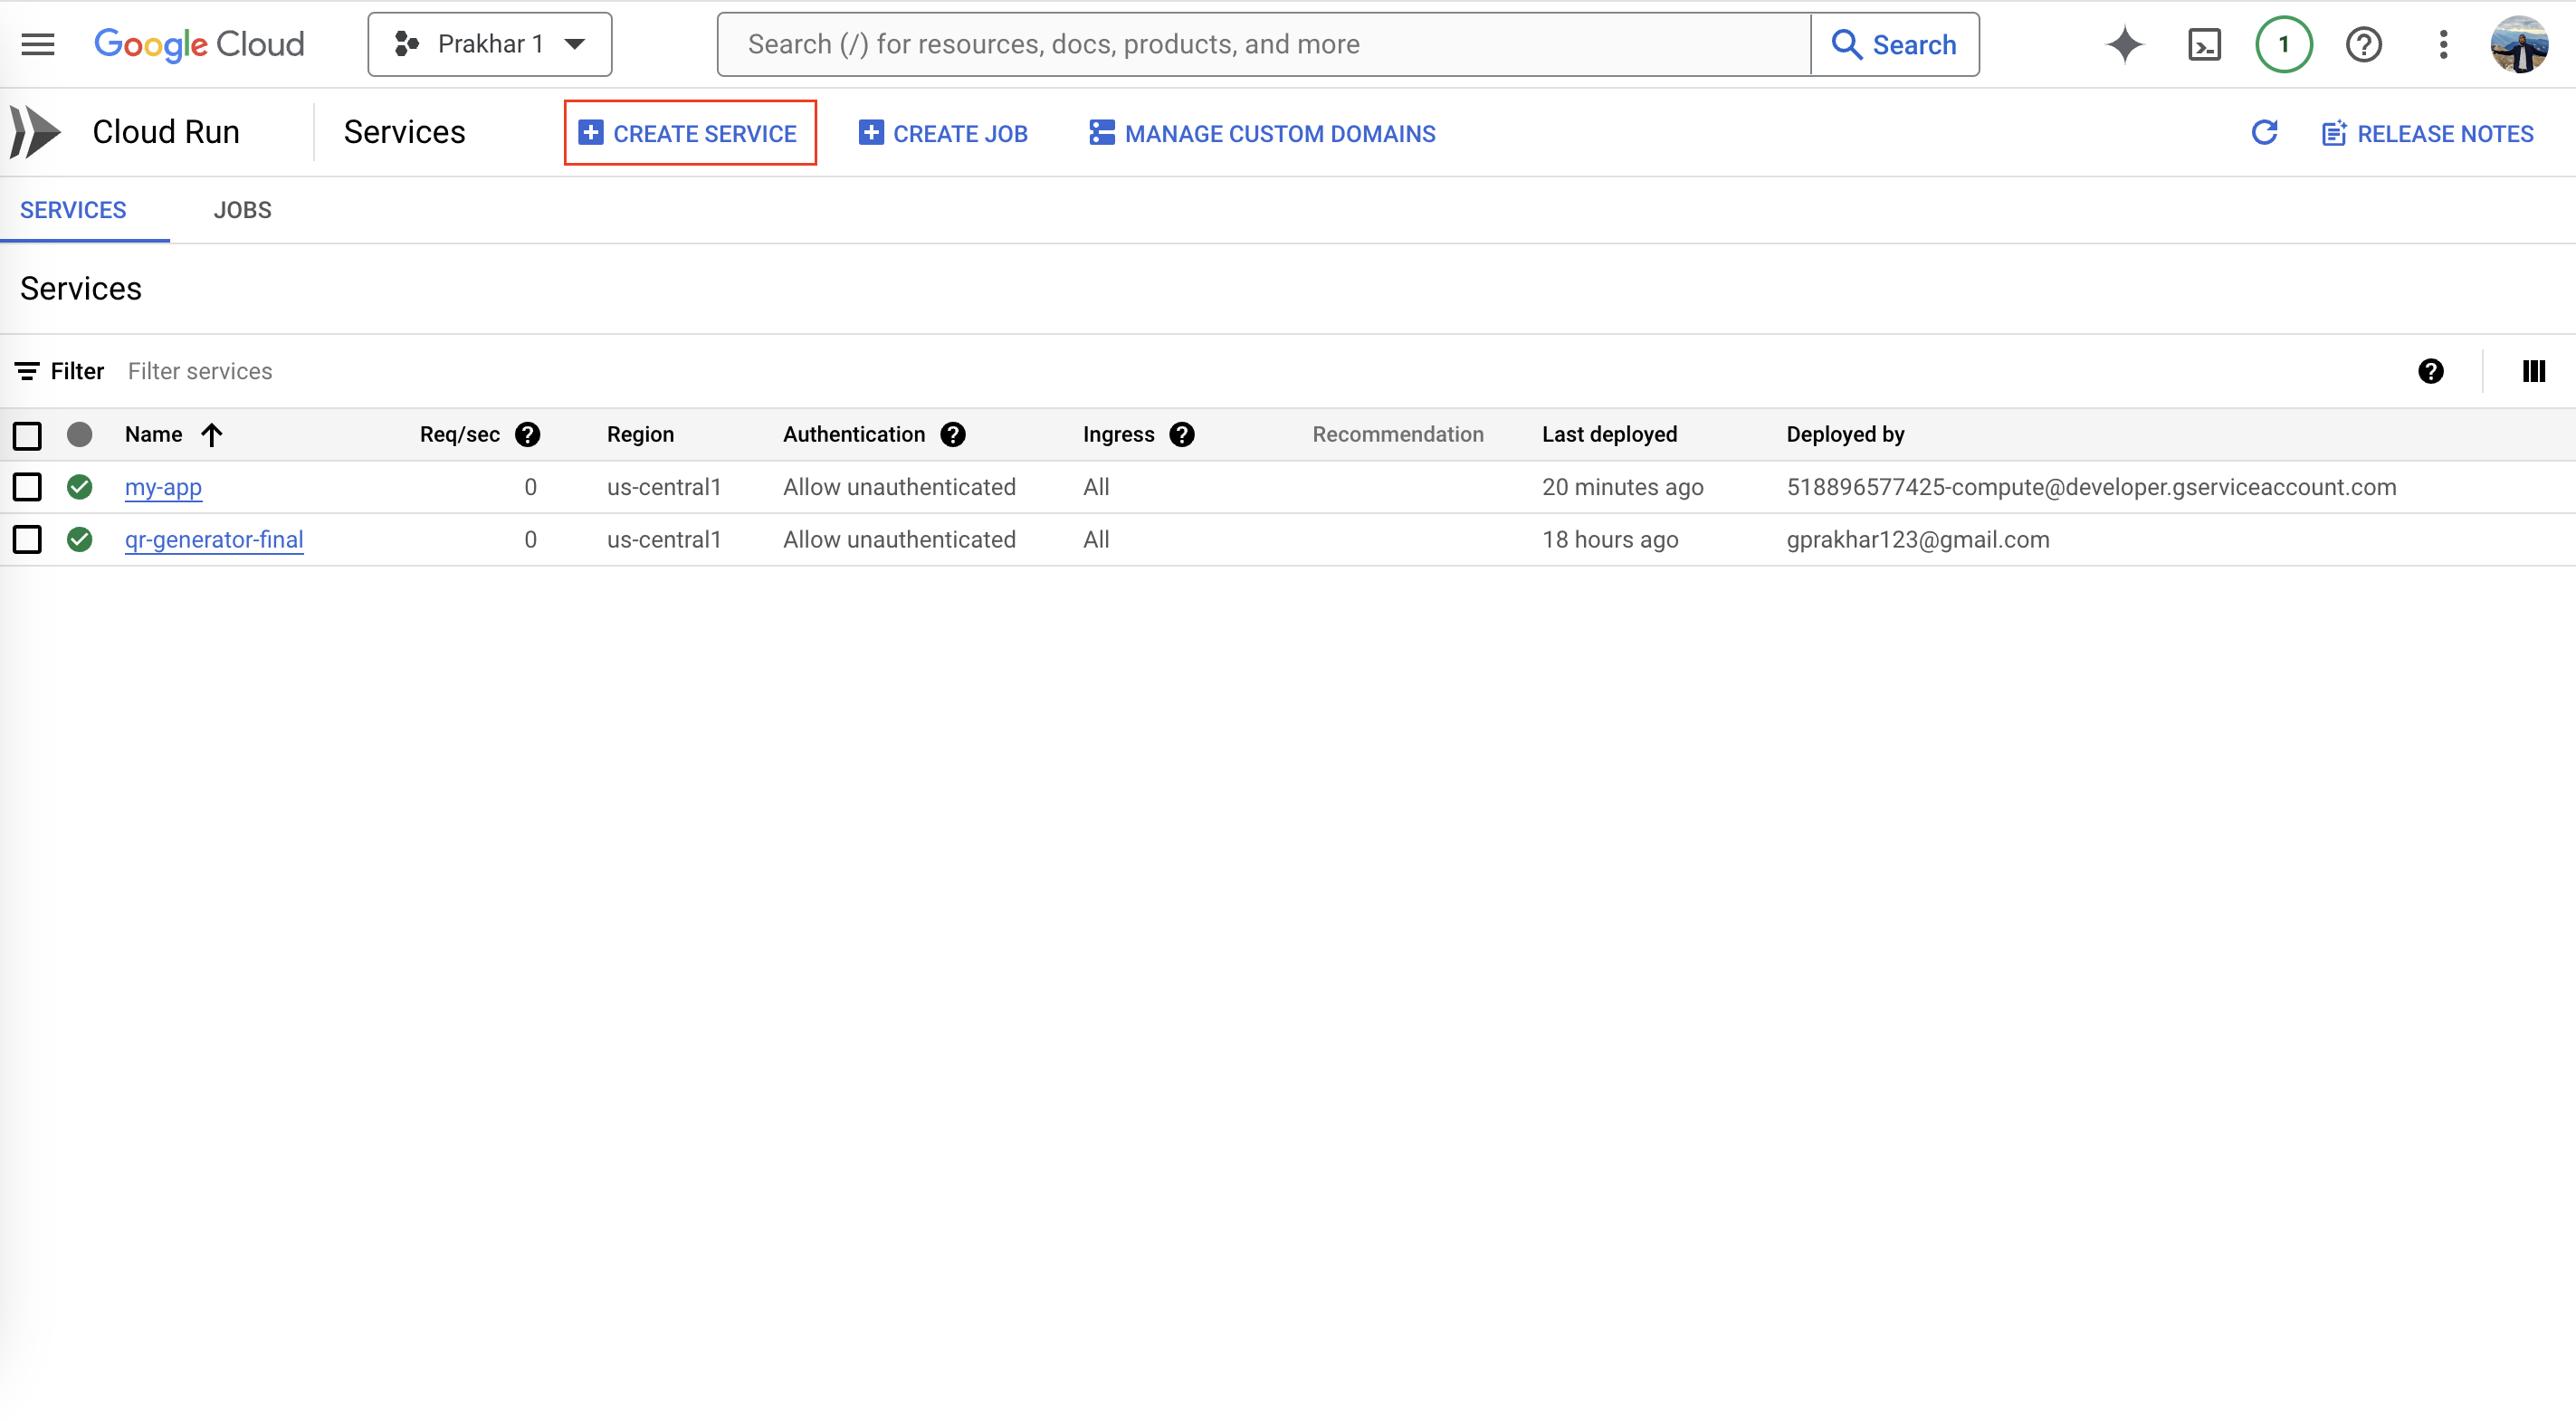 Google Cloud Prakhar 1 Search (/) for resources, docs, products, and more Search >_ 1 ?
Cloud Run Services CREATE SERVICE CREATE JOB MANAGE CUSTOM DOMAINS RELEASE NOTES
SERVICES JOBS
Services
Filter Filter services ?
Name Req/sec ? Region Authentication ? Ingress ? Recommendation Last deployed Deployed by
my-app 0 us-central1 Allow unauthenticated All 20 minutes ago 518896577425-compute@developer.gserviceaccount.com
qr-generator-final 0 us-central1 Allow unauthenticated All 18 hours ago gprakhar123@gmail.com